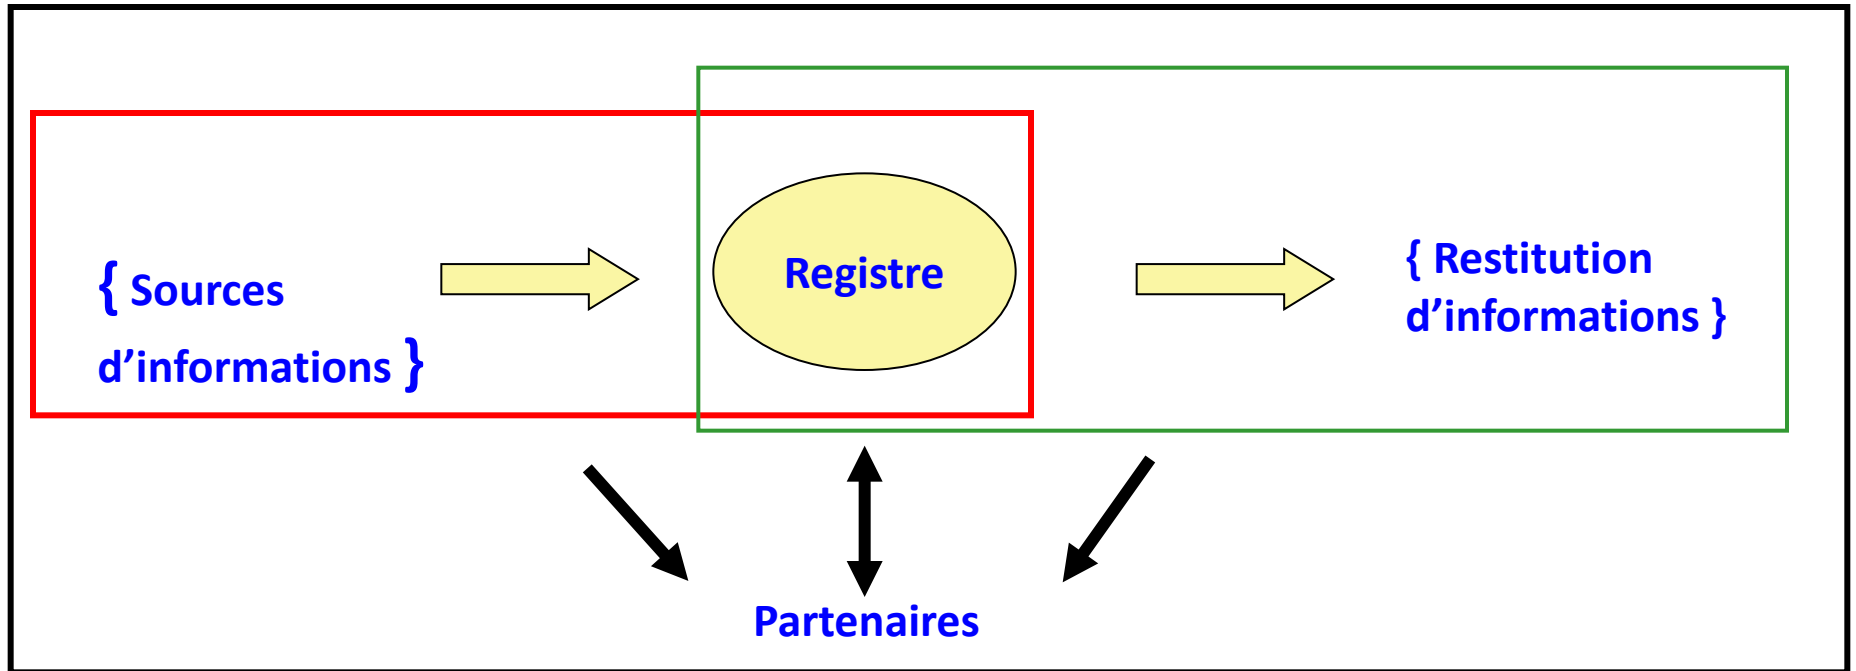 { Sources
d’informations }
Registre
{ Restitution
d’informations }
Partenaires